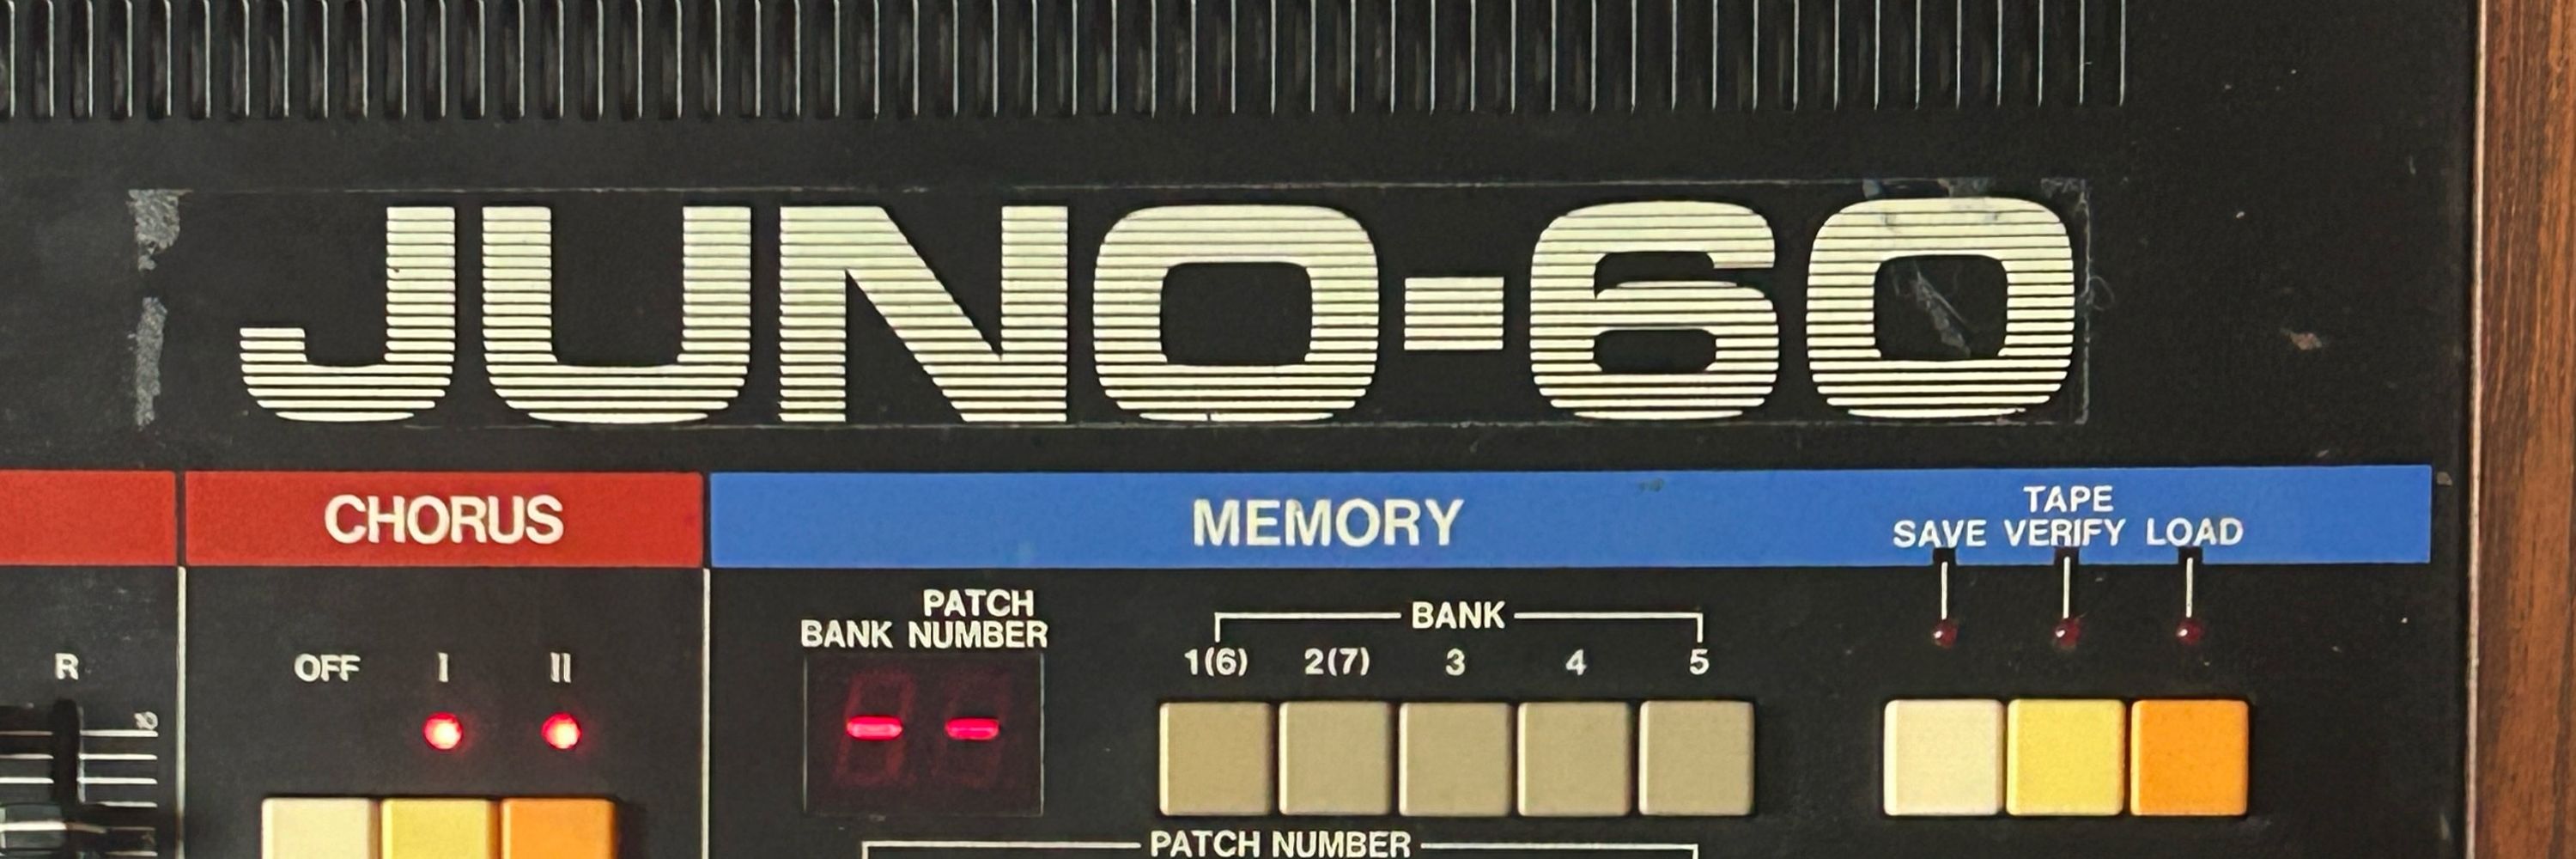 JUNO-60
CHORUS
MEMORY
TAPE
SAVE VERIFY LOAD
PATCH
BANK NUMBER
BANK
R
OFF I II
1(6) 2(7) 3 4 5
10
--
PATCH NUMBER